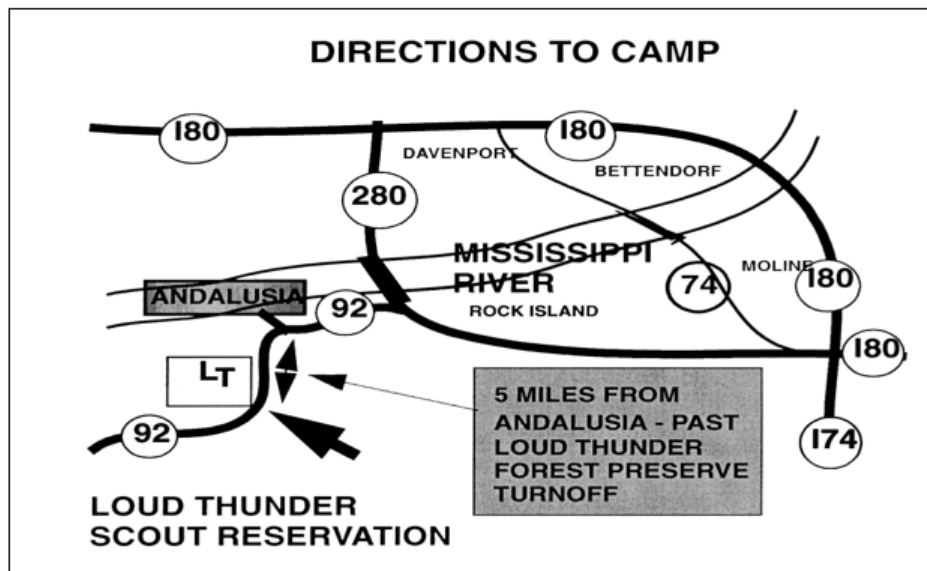 DIRECTIONS TO CAMP
I80
I80
DAVENPORT
BETTENDORF
280
MISSISSIPPI
RIVER
MOLINE
74
I80
ANDALUSIA
92
ROCK ISLAND
I80
LT
5 MILES FROM
ANDALUSIA - PAST
LOUD THUNDER
FOREST PRESERVE
TURNOFF
92
I74
LOUD THUNDER
SCOUT RESERVATION